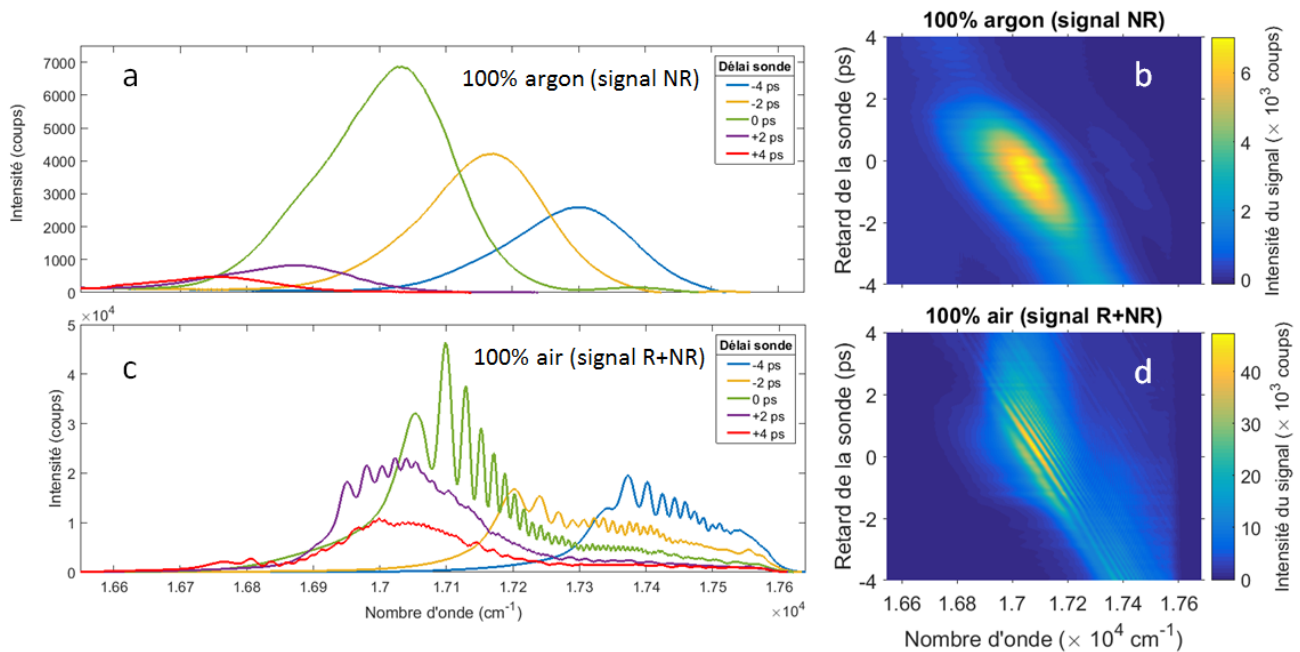 a
100% argon (signal NR)
Intensité (coups)
7000
6000
5000
4000
3000
2000
1000
0
Délai sonde
-4 ps
-2 ps
0 ps
+2 ps
+4 ps
100% argon (signal NR)
b
Retard de la sonde (ps)
4
2
0
-2
-4
6
4
2
0
Intensité du signal (× 10³ coups)
c
100% air (signal R+NR)
×10⁴
Intensité (coups)
5
4
3
2
1
0
Délai sonde
-4 ps
-2 ps
0 ps
+2 ps
+4 ps
1.66 1.67 1.68 1.69 1.7 1.71 1.72 1.73 1.74 1.75 1.76
Nombre d'onde (cm⁻¹)
×10⁴
100% air (signal R+NR)
d
Retard de la sonde (ps)
4
2
0
-2
-4
1.66 1.68 1.7 1.72 1.74 1.76
Nombre d'onde (× 10⁴ cm⁻¹)
40
30
20
10
0
Intensité du signal (× 10³ coups)